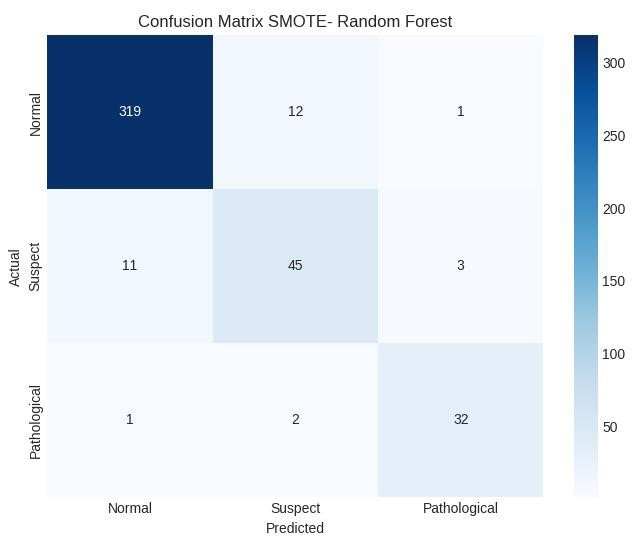 Confusion Matrix SMOTE- Random Forest
Actual
Normal
319 12 1
Suspect
11 45 3
Pathological
1 2 32
Normal Suspect Pathological
Predicted
300
250
200
150
100
50